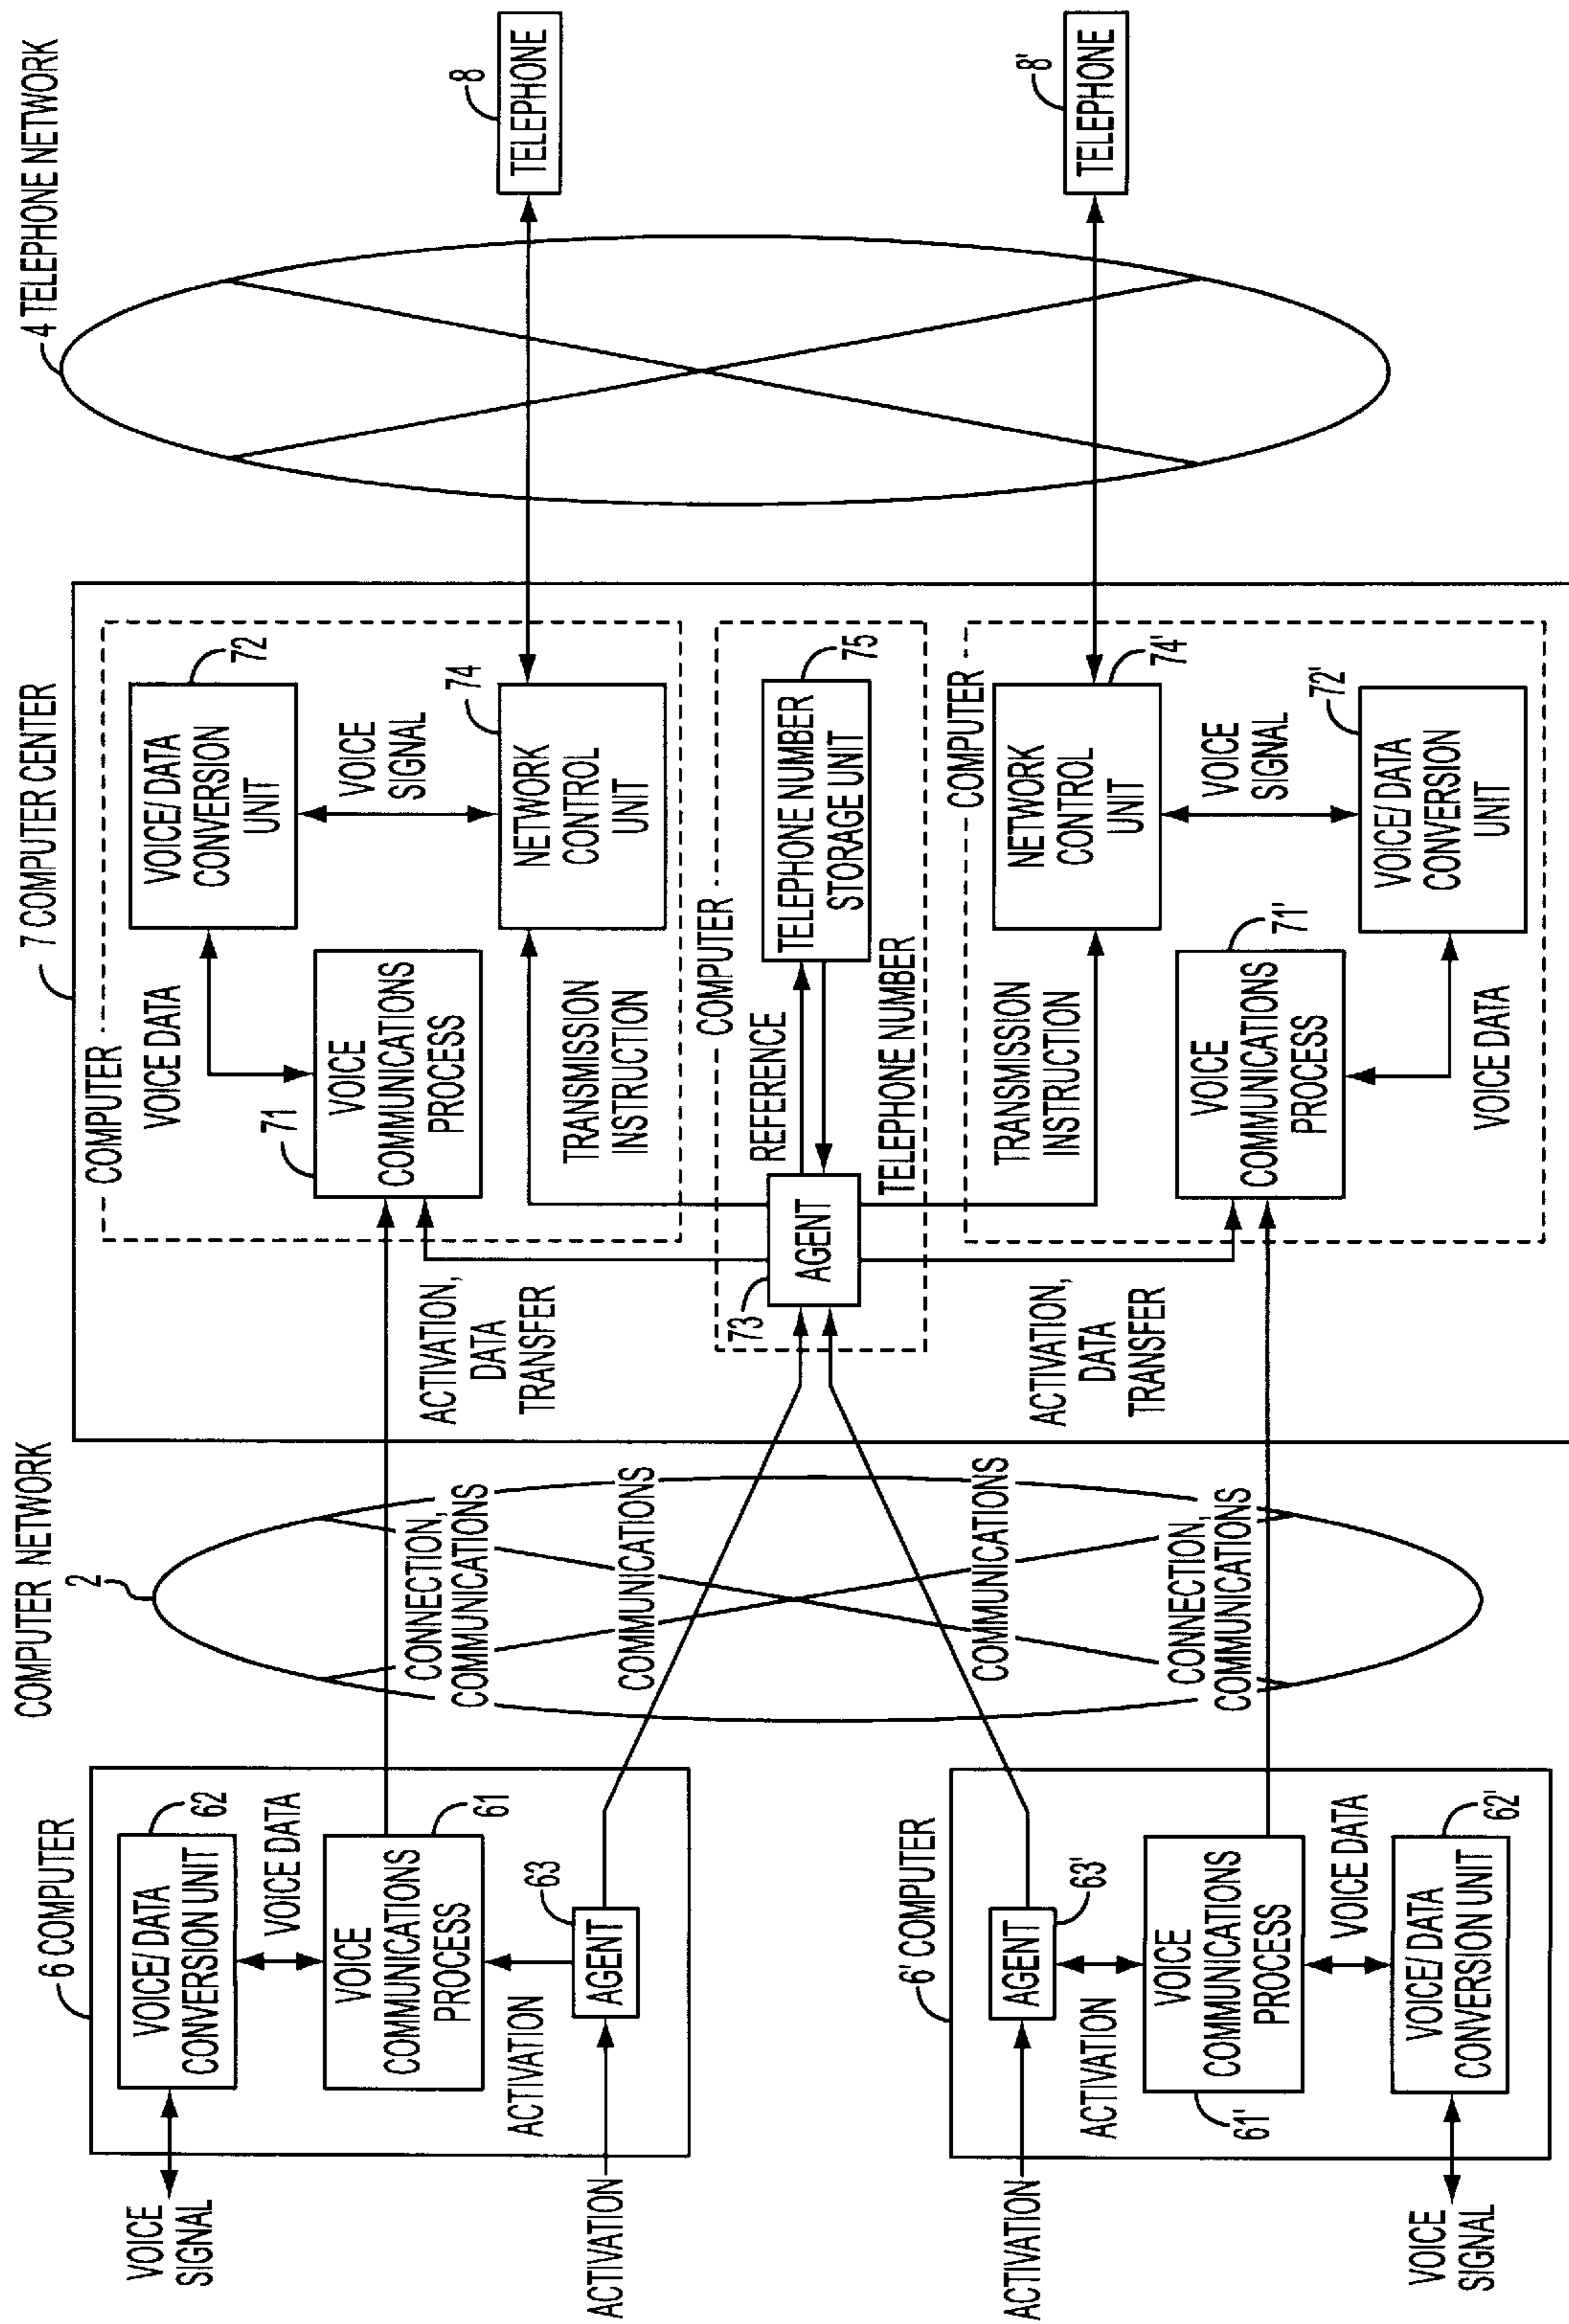 COMPUTER NETWORK
2
7 COMPUTER CENTER
4 TELEPHONE NETWORK
6 COMPUTER
VOICE/DATA
CONVERSION UNIT
62
VOICE DATA
VOICE
COMMUNICATIONS
PROCESS
61
ACTIVATION
AGENT
63
VOICE
SIGNAL
ACTIVATION
6' COMPUTER
AGENT
63'
ACTIVATION
VOICE
COMMUNICATIONS
PROCESS
61'
VOICE DATA
VOICE/DATA
CONVERSION UNIT
62'
ACTIVATION
VOICE
SIGNAL
CONNECTION,
COMMUNICATIONS
COMMUNICATIONS
COMMUNICATIONS
CONNECTION,
COMMUNICATIONS
COMPUTER
VOICE DATA
VOICE/DATA
CONVERSION
UNIT
72
71
VOICE
COMMUNICATIONS
PROCESS
VOICE
SIGNAL
74
NETWORK
CONTROL
UNIT
TRANSMISSION
INSTRUCTION
ACTIVATION,
DATA
TRANSFER
COMPUTER
REFERENCE
TELEPHONE NUMBER
STORAGE UNIT
75
73
AGENT
TELEPHONE NUMBER
ACTIVATION,
DATA
TRANSFER
COMPUTER
TRANSMISSION
INSTRUCTION
NETWORK
CONTROL
UNIT
74'
VOICE
SIGNAL
71'
VOICE
COMMUNICATIONS
PROCESS
72'
VOICE/DATA
CONVERSION
UNIT
VOICE DATA
8
TELEPHONE
8'
TELEPHONE